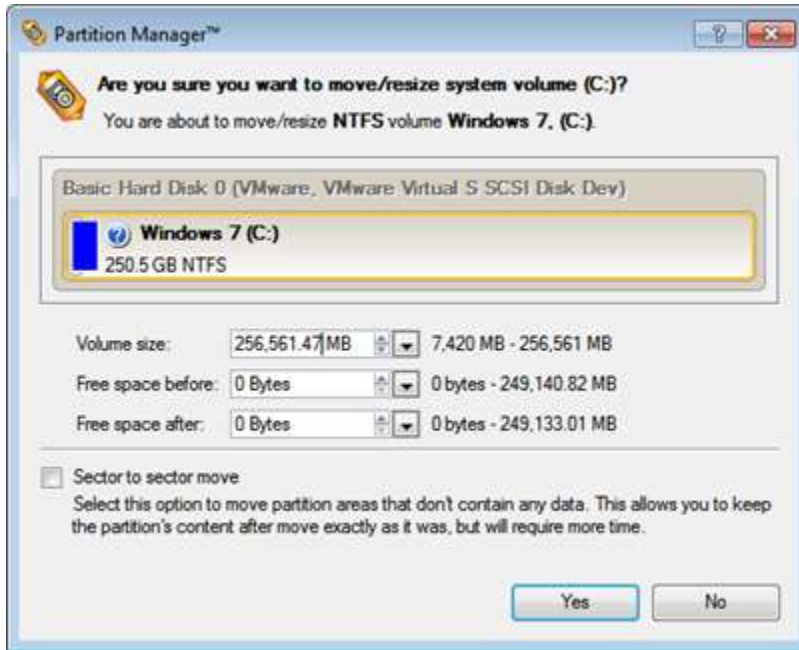 Partition Manager™
Are you sure you want to move/resize system volume (C:)?
You are about to move/resize NTFS volume Windows 7, (C:).
Basic Hard Disk 0 (VMware, VMware Virtual S SCSI Disk Dev)
Windows 7 (C:)
250.5 GB NTFS
Volume size: 256,561.47 MB 7,420 MB - 256,561 MB
Free space before: 0 Bytes 0 bytes - 249,140.82 MB
Free space after: 0 Bytes 0 bytes - 249,133.01 MB
Sector to sector move
Select this option to move partition areas that don't contain any data. This allows you to keep
the partition's content after move exactly as it was, but will require more time.
Yes No